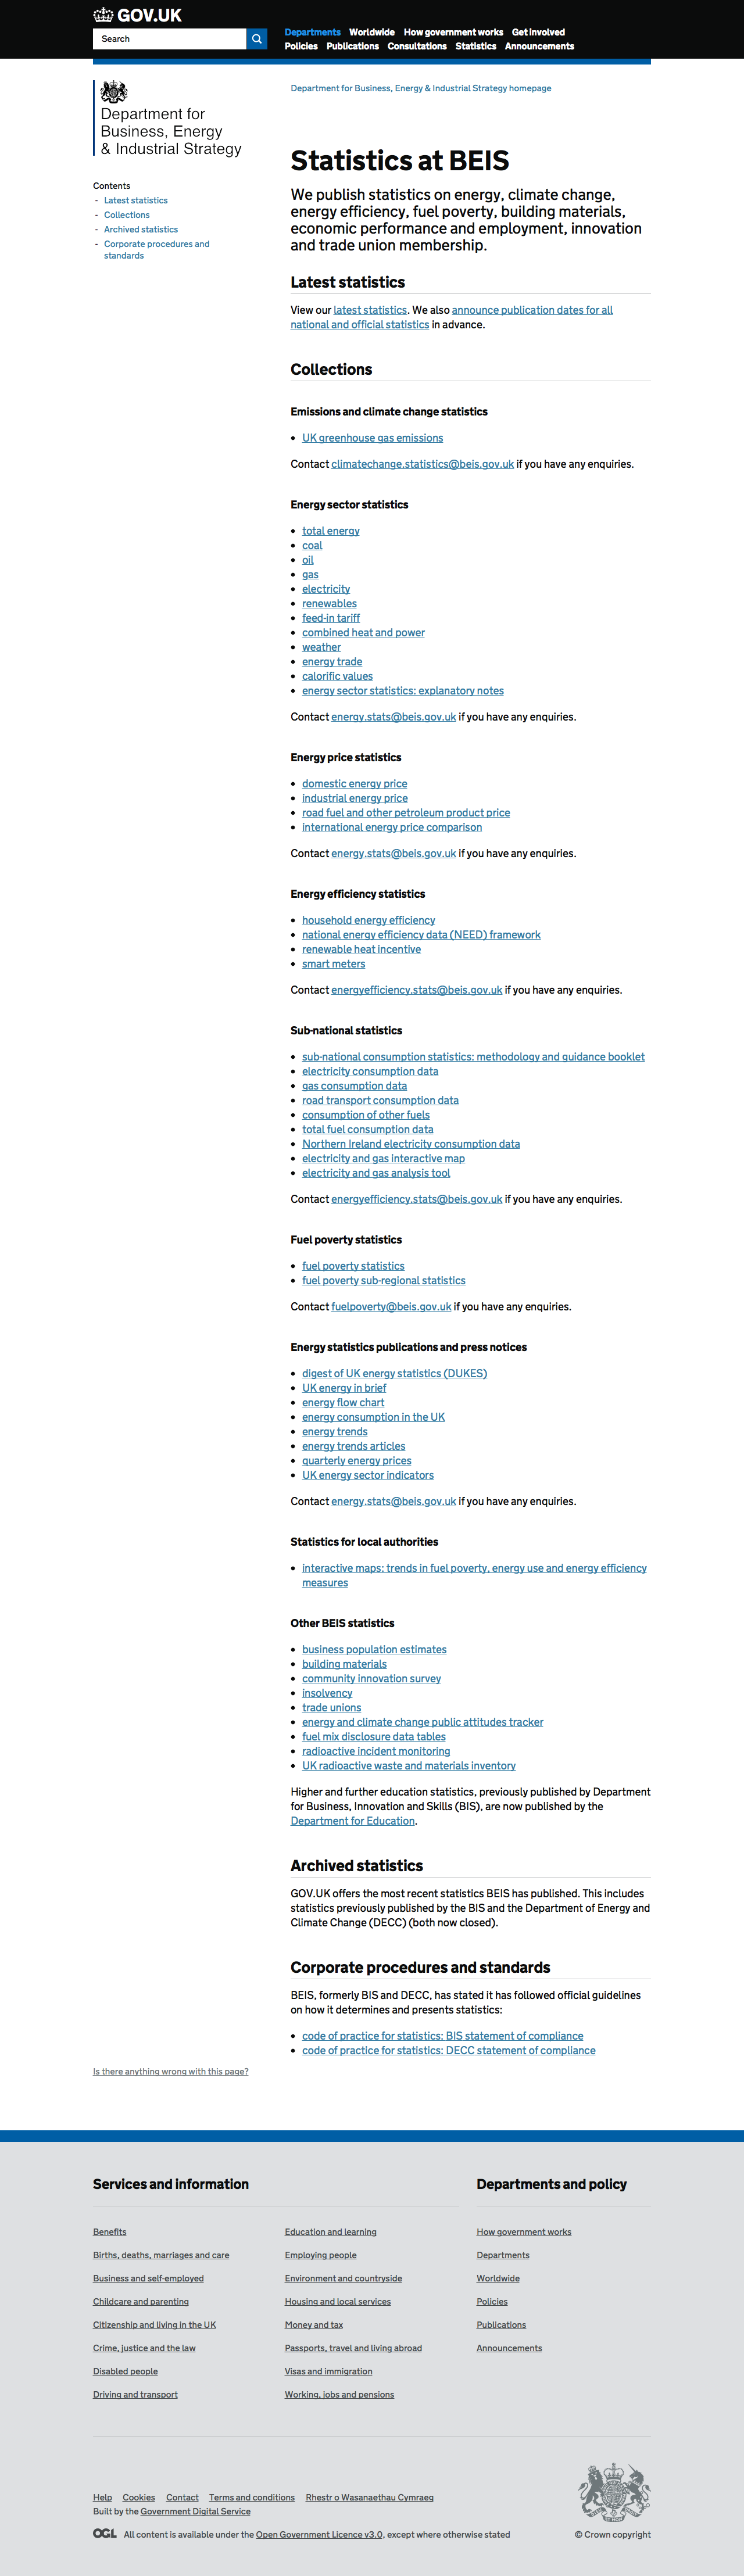 GOV.UK
Search
Departments Worldwide How government works Get involved
Policies Publications Consultations Statistics Announcements
Department for Business, Energy & Industrial Strategy homepage
Department for
Business, Energy
& Industrial Strategy
Contents
- Latest statistics
- Collections
- Archived statistics
- Corporate procedures and
standards
Statistics at BEIS
We publish statistics on energy, climate change,
energy efficiency, fuel poverty, building materials,
economic performance and employment, innovation
and trade union membership.
Latest statistics
View our latest statistics. We also announce publication dates for all
national and official statistics in advance.
Collections
Emissions and climate change statistics
• UK greenhouse gas emissions
Contact climatechange.statistics@beis.gov.uk if you have any enquiries.
Energy sector statistics
• total energy
• coal
• oil
• gas
• electricity
• renewables
• feed-in tariff
• combined heat and power
• weather
• energy trade
• calorific values
• energy sector statistics: explanatory notes
Contact energy.stats@beis.gov.uk if you have any enquiries.
Energy price statistics
• domestic energy price
• industrial energy price
• road fuel and other petroleum product price
• international energy price comparison
Contact energy.stats@beis.gov.uk if you have any enquiries.
Energy efficiency statistics
• household energy efficiency
• national energy efficiency data (NEED) framework
• renewable heat incentive
• smart meters
Contact energyefficiency.stats@beis.gov.uk if you have any enquiries.
Sub-national statistics
• sub-national consumption statistics: methodology and guidance booklet
• electricity consumption data
• gas consumption data
• road transport consumption data
• consumption of other fuels
• total fuel consumption data
• Northern Ireland electricity consumption data
• electricity and gas interactive map
• electricity and gas analysis tool
Contact energyefficiency.stats@beis.gov.uk if you have any enquiries.
Fuel poverty statistics
• fuel poverty statistics
• fuel poverty sub-regional statistics
Contact fuelpoverty@beis.gov.uk if you have any enquiries.
Energy statistics publications and press notices
• digest of UK energy statistics (DUKES)
• UK energy in brief
• energy flow chart
• energy consumption in the UK
• energy trends
• energy trends articles
• quarterly energy prices
• UK energy sector indicators
Contact energy.stats@beis.gov.uk if you have any enquiries.
Statistics for local authorities
• interactive maps: trends in fuel poverty, energy use and energy efficiency
measures
Other BEIS statistics
• business population estimates
• building materials
• community innovation survey
• insolvency
• trade unions
• energy and climate change public attitudes tracker
• fuel mix disclosure data tables
• radioactive incident monitoring
• UK radioactive waste and materials inventory
Higher and further education statistics, previously published by Department
for Business, Innovation and Skills (BIS), are now published by the
Department for Education.
Archived statistics
GOV.UK offers the most recent statistics BEIS has published. This includes
statistics previously published by the BIS and the Department of Energy and
Climate Change (DECC) (both now closed).
Corporate procedures and standards
BEIS, formerly BIS and DECC, has stated it has followed official guidelines
on how it determines and presents statistics:
• code of practice for statistics: BIS statement of compliance
• code of practice for statistics: DECC statement of compliance
Is there anything wrong with this page?
Services and information
Benefits
Births, deaths, marriages and care
Business and self-employed
Childcare and parenting
Citizenship and living in the UK
Crime, justice and the law
Disabled people
Driving and transport
Education and learning
Employing people
Environment and countryside
Housing and local services
Money and tax
Passports, travel and living abroad
Visas and immigration
Working, jobs and pensions
Departments and policy
How government works
Departments
Worldwide
Policies
Publications
Announcements
Help Cookies Contact Terms and conditions Rhestr o Wasanaethau Cymraeg
Built by the Government Digital Service
OGL All content is available under the Open Government Licence v3.0, except where otherwise stated
© Crown copyright